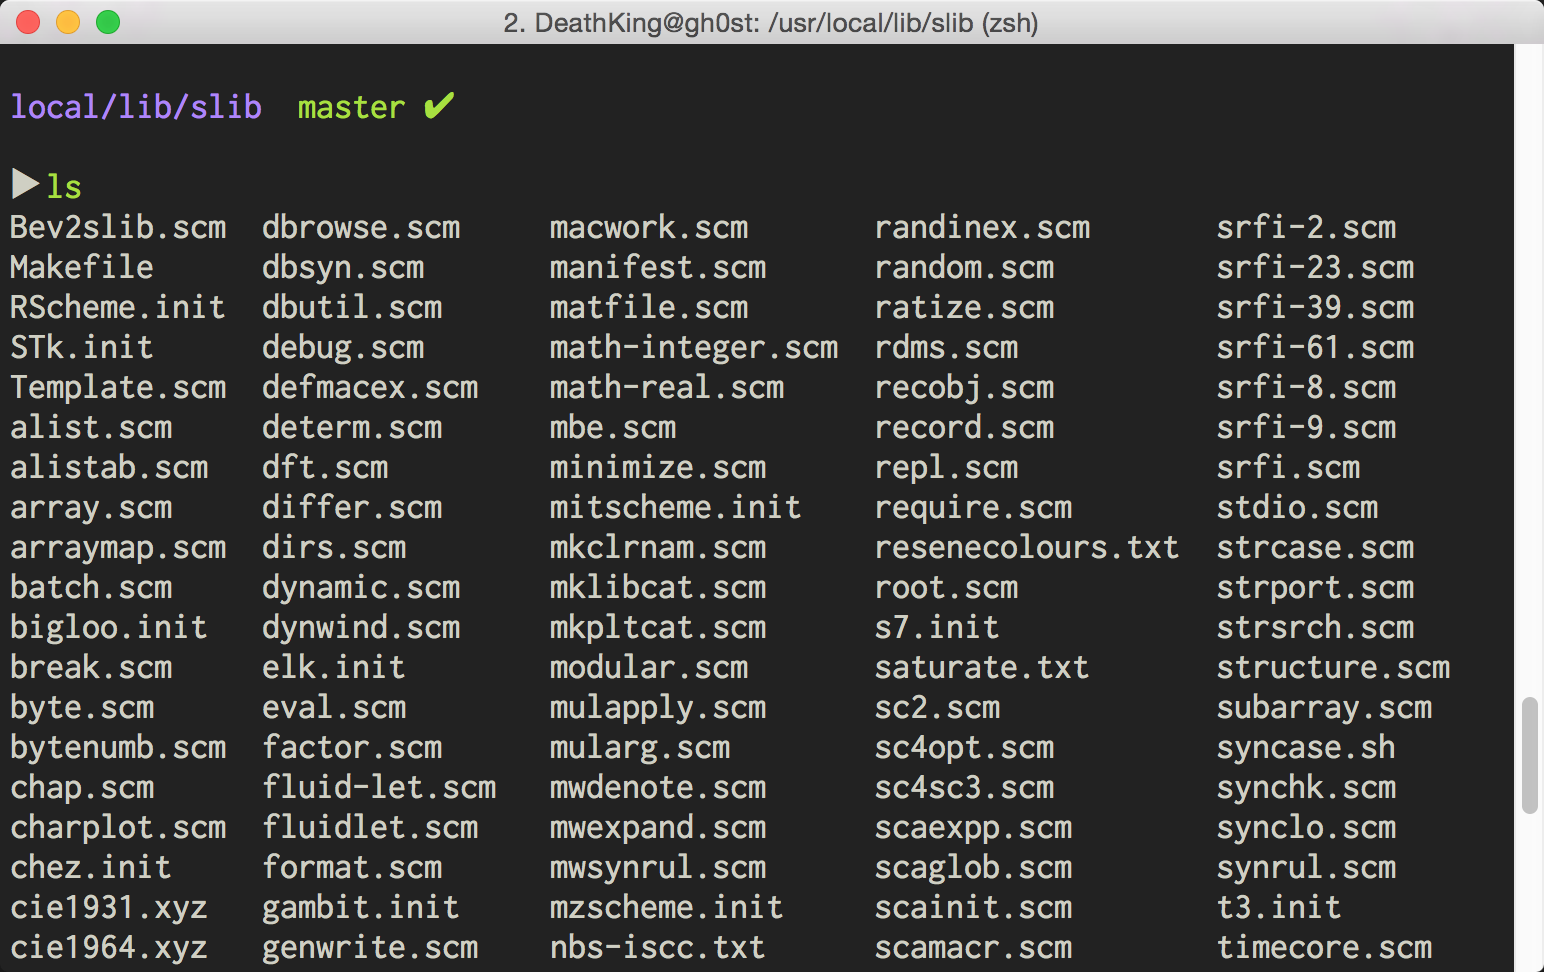 2. DeathKing@gh0st: /usr/local/lib/slib (zsh)
local/lib/slib master ✔
▶ls
Bev2slib.scm dbrowse.scm macwork.scm randinex.scm srfi-2.scm
Makefile dbsyn.scm manifest.scm random.scm srfi-23.scm
RScheme.init dbutil.scm matfile.scm ratize.scm srfi-39.scm
STk.init debug.scm math-integer.scm rdms.scm srfi-61.scm
Template.scm defmacex.scm math-real.scm recobj.scm srfi-8.scm
alist.scm determ.scm mbe.scm record.scm srfi-9.scm
alistab.scm dft.scm minimize.scm repl.scm srfi.scm
array.scm differ.scm mitscheme.init require.scm stdio.scm
arraymap.scm dirs.scm mkclrnam.scm resenecolours.txt strcase.scm
batch.scm dynamic.scm mklibcat.scm root.scm strport.scm
bigloo.init dynwind.scm mkpltcat.scm s7.init strsrch.scm
break.scm elk.init modular.scm saturate.txt structure.scm
byte.scm eval.scm mulapply.scm sc2.scm subarray.scm
bytenumb.scm factor.scm mularg.scm sc4opt.scm syncase.sh
chap.scm fluid-let.scm mwdenote.scm sc4sc3.scm synchk.scm
charplot.scm fluidlet.scm mwexpand.scm scaexpp.scm synclo.scm
chez.init format.scm mwsynrul.scm scaglob.scm synrul.scm
cie1931.xyz gambit.init mzscheme.init scainit.scm t3.init
cie1964.xyz genwrite.scm nbs-iscc.txt scamacr.scm timecore.scm